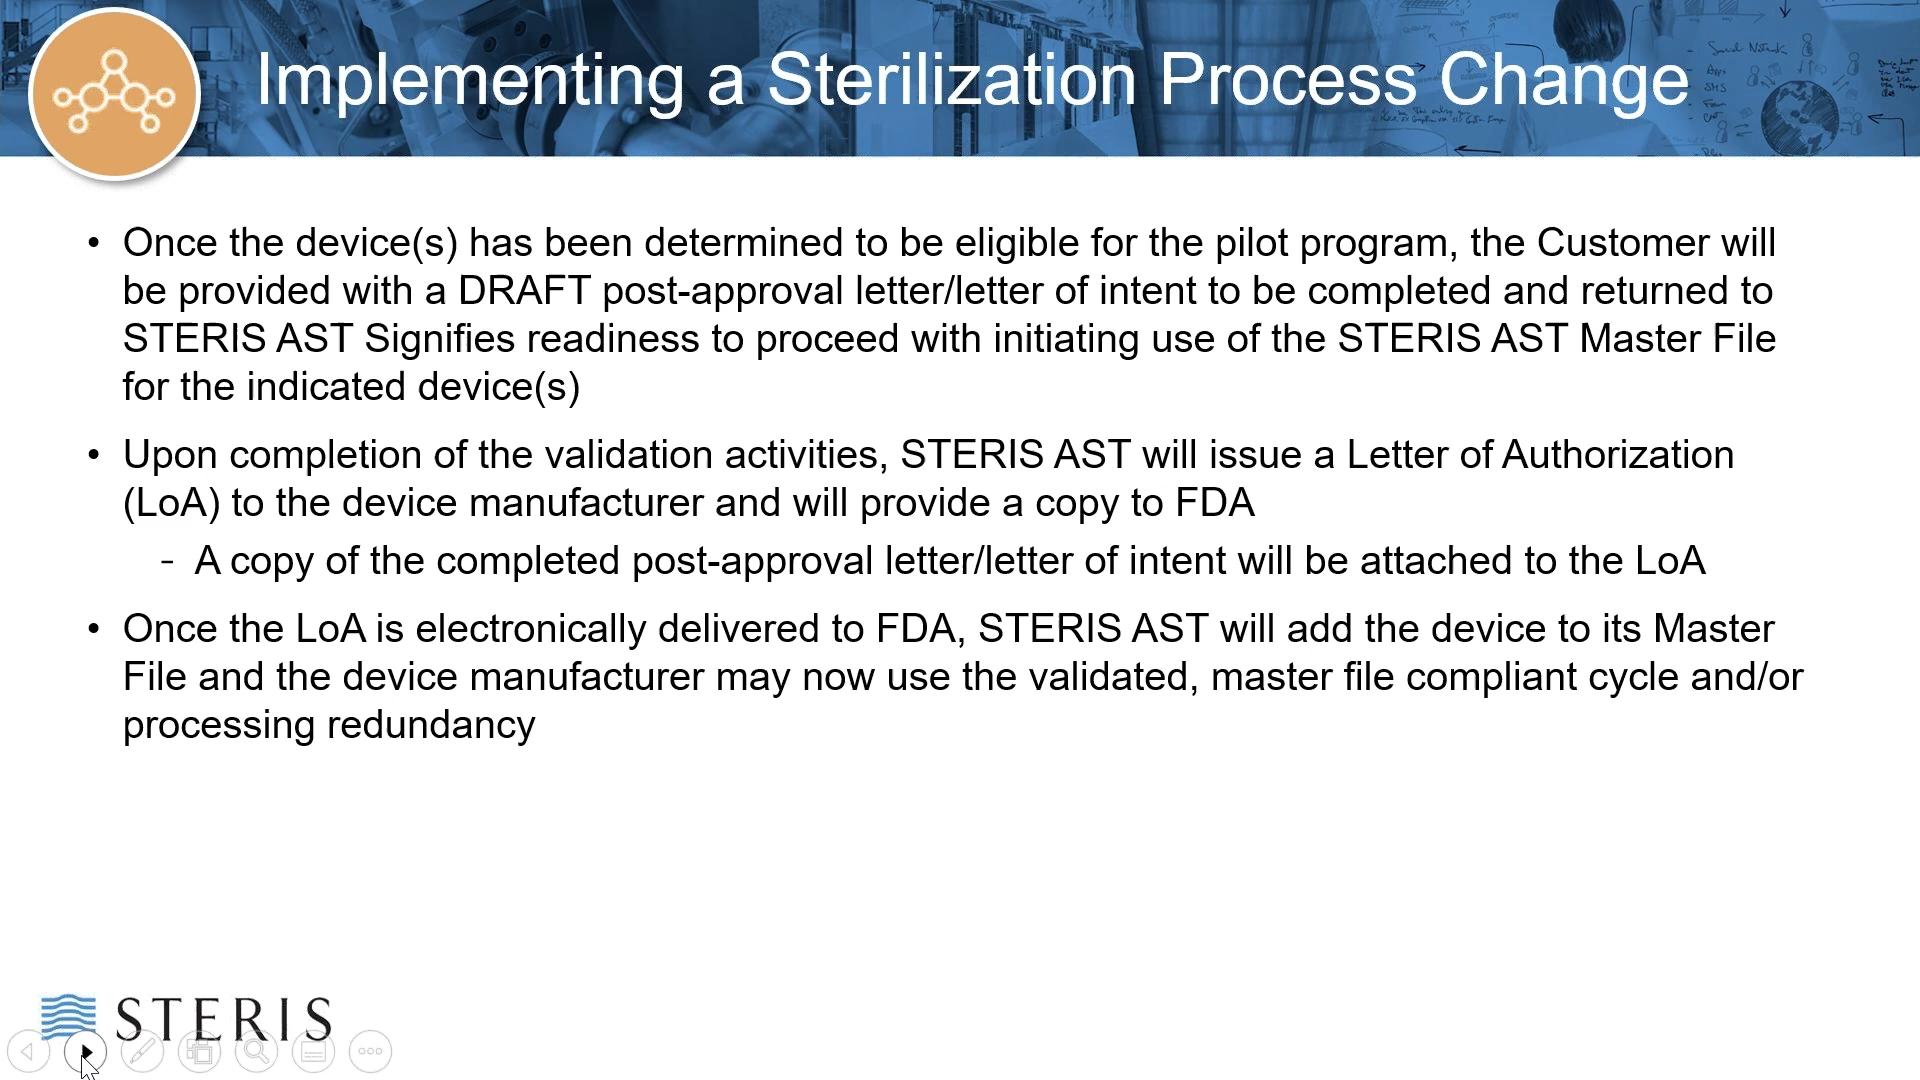 Implementing a Sterilization Process Change
Social Network
SMS
• Once the device(s) has been determined to be eligible for the pilot program, the Customer will
be provided with a DRAFT post-approval letter/letter of intent to be completed and returned to
STERIS AST Signifies readiness to proceed with initiating use of the STERIS AST Master File
for the indicated device(s)
• Upon completion of the validation activities, STERIS AST will issue a Letter of Authorization
(LoA) to the device manufacturer and will provide a copy to FDA
- A copy of the completed post-approval letter/letter of intent will be attached to the LoA
• Once the LoA is electronically delivered to FDA, STERIS AST will add the device to its Master
File and the device manufacturer may now use the validated, master file compliant cycle and/or
processing redundancy
STERIS